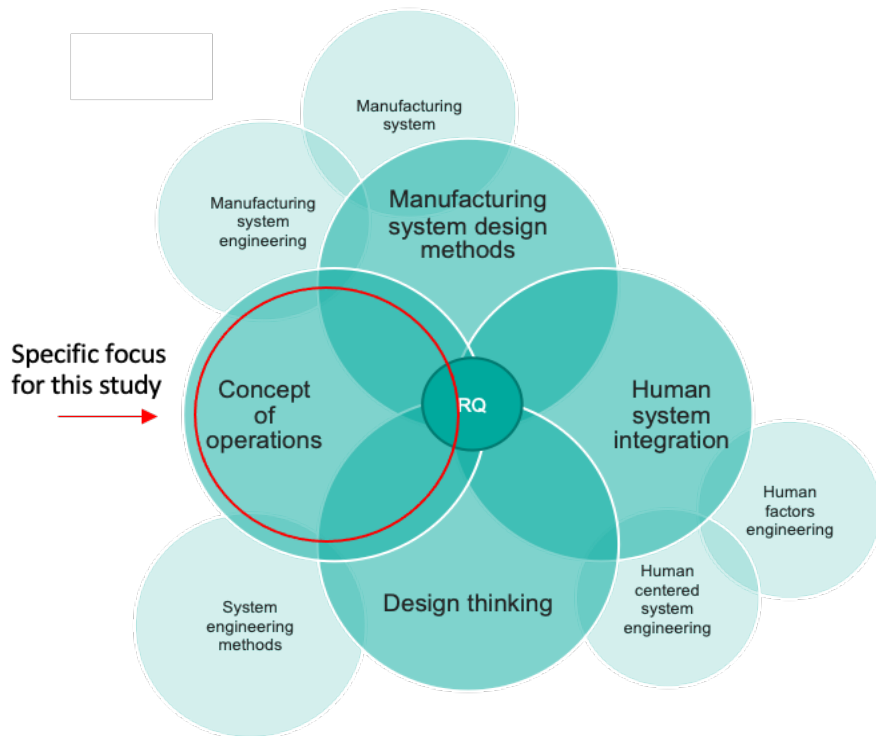 Manufacturing
system
Manufacturing
system
engineering
Manufacturing
system design
methods
Specific focus
for this study
Concept
of
operations
RQ
Human
system
integration
Human
factors
engineering
System
engineering
methods
Design thinking
Human
centered
system
engineering